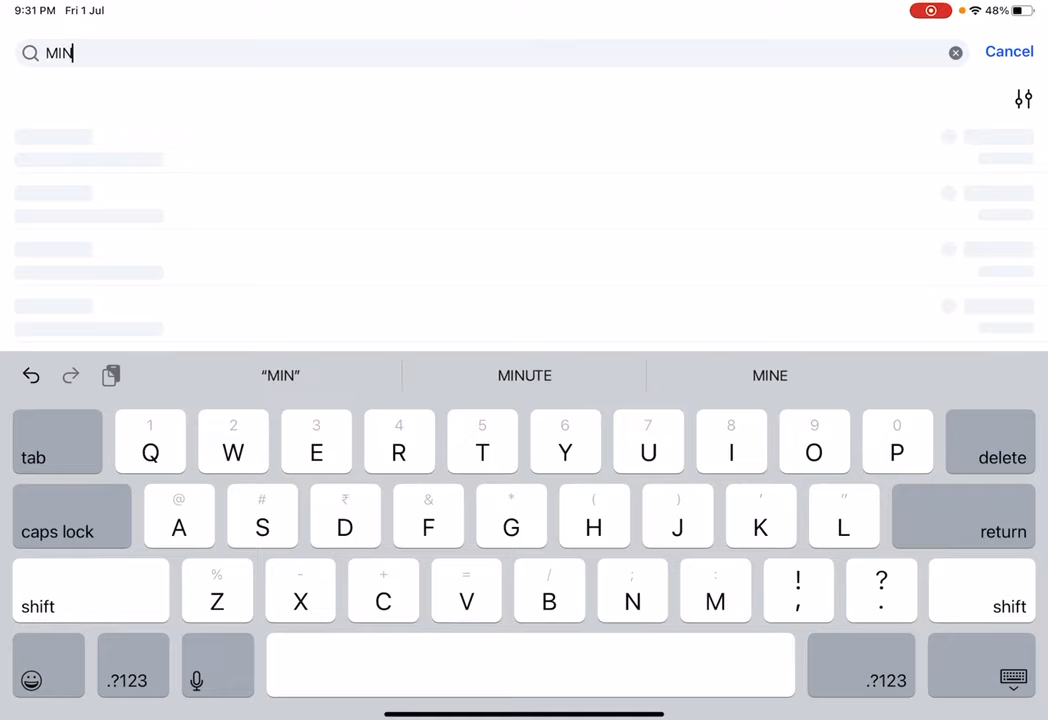 9:31 PM Fri 1 Jul 48%
MIN Cancel
“MIN” MINUTE MINE
1 2 3 4 5 6 7 8 9 0
tab Q W E R T Y U I O P delete
@ # ₹ & * ( ) ' "
caps lock A S D F G H J K L return
% - + = / ; : ! ?
shift Z X C V B N M , . shift
.?123 .?123